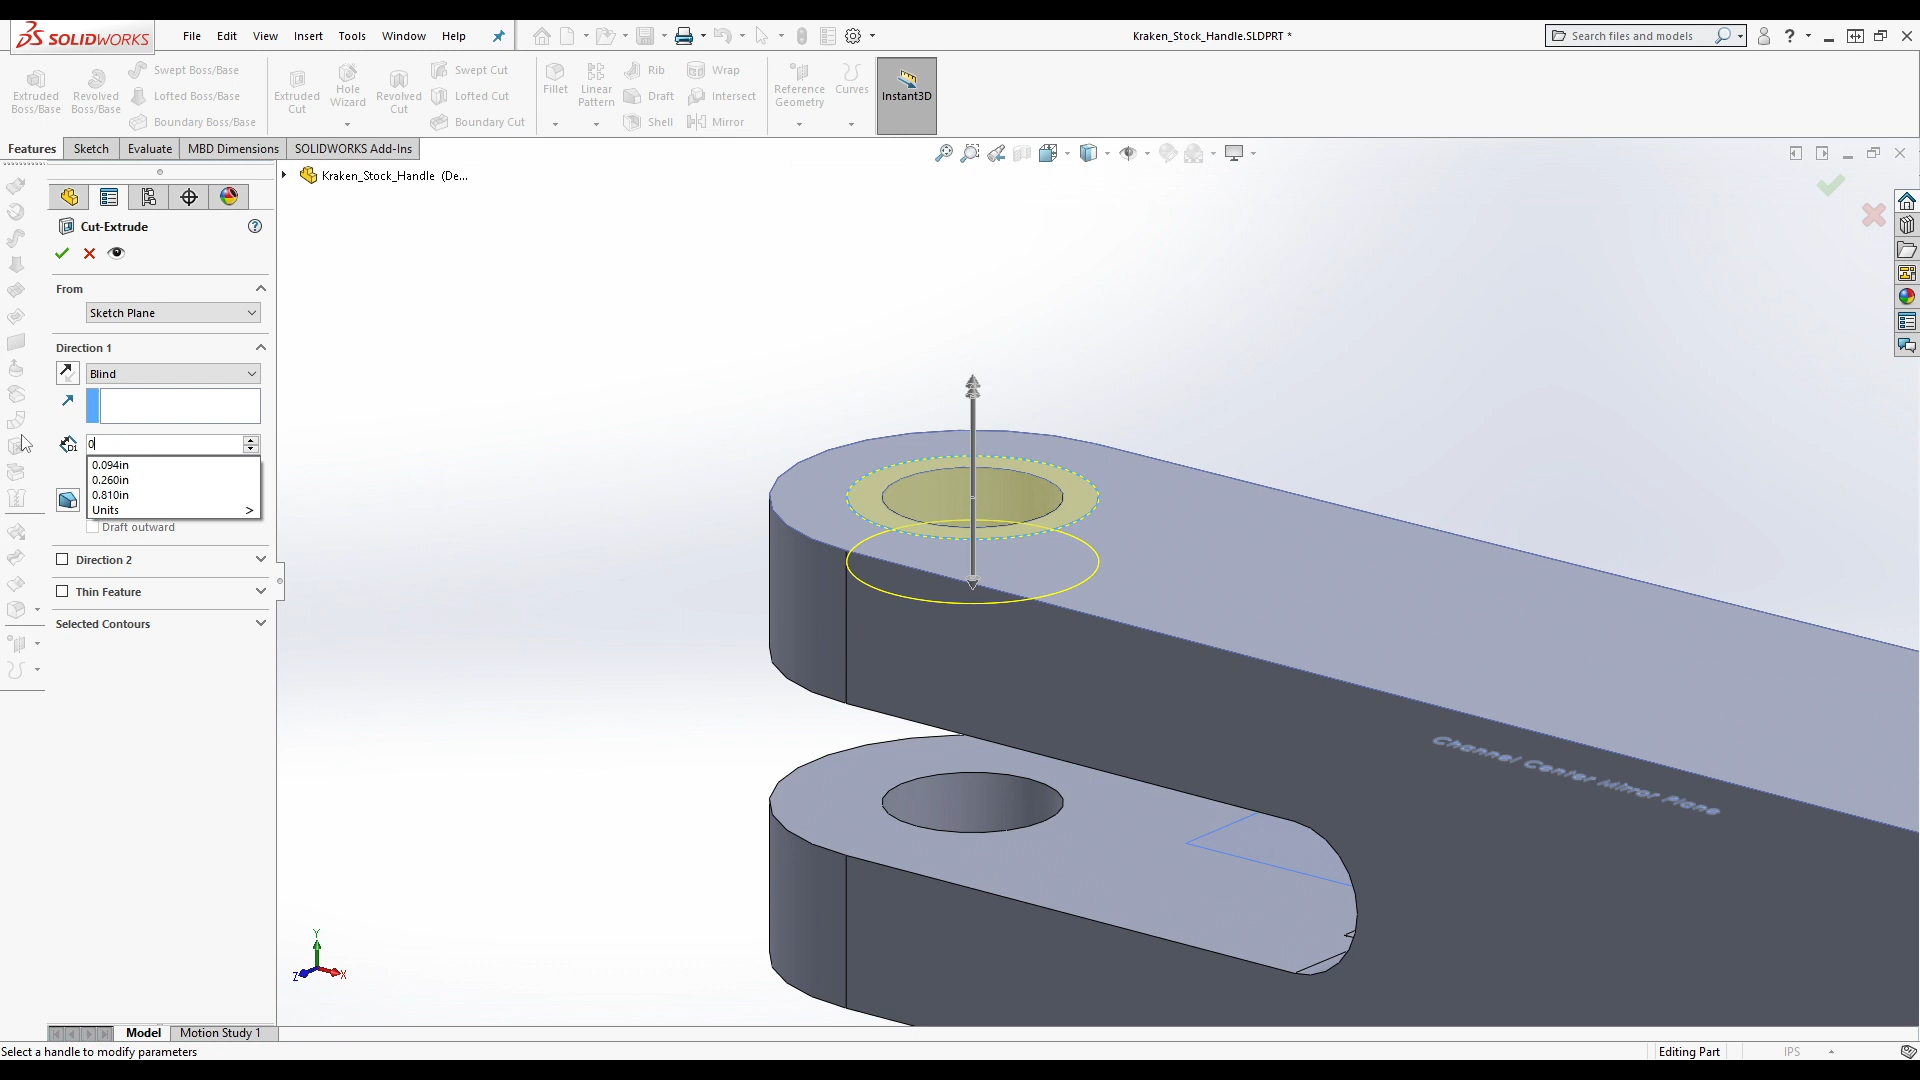 SOLIDWORKS File Edit View Insert Tools Window Help Kraken_Stock_Handle.SLDPRT * Search files and models ?
Extruded Boss/Base
Revolved Boss/Base
Swept Boss/Base
Lofted Boss/Base
Boundary Boss/Base
Extruded Cut
Hole Wizard
Revolved Cut
Swept Cut
Lofted Cut
Boundary Cut
Fillet
Linear Pattern
Rib
Draft
Shell
Wrap
Intersect
Mirror
Reference Geometry
Curves
Instant3D
Features Sketch Evaluate MBD Dimensions SOLIDWORKS Add-Ins
Kraken_Stock_Handle (De...
Cut-Extrude ?
From
Sketch Plane
Direction 1
Blind
D1 0
0.094in
0.260in
0.810in
Units >
Draft outward
Direction 2
Thin Feature
Selected Contours
Channel Center Mirror Plane
Y
Z X
Model Motion Study 1
Select a handle to modify parameters Editing Part IPS